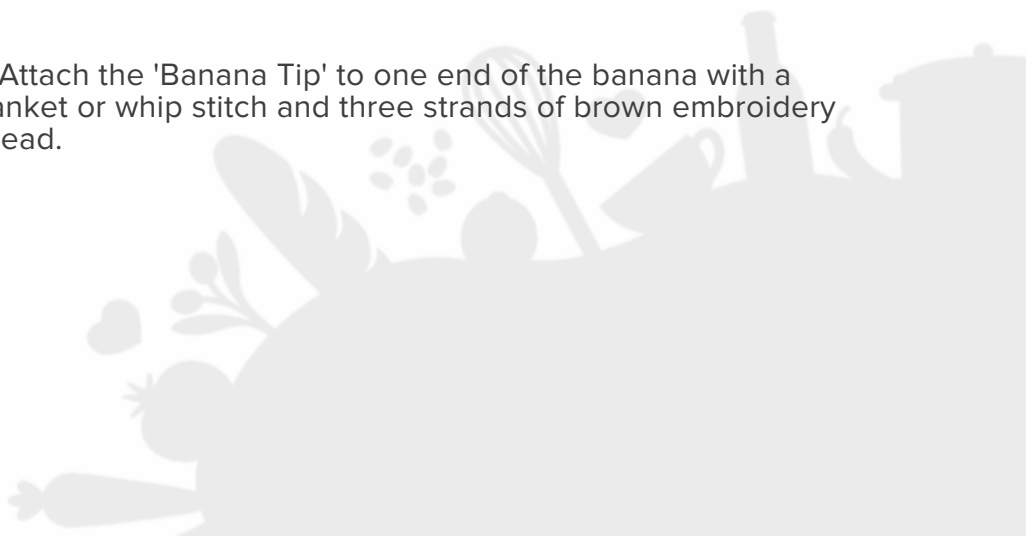 Attach the 'Banana Tip' to one end of the banana with a
anket or whip stitch and three strands of brown embroidery
ead.